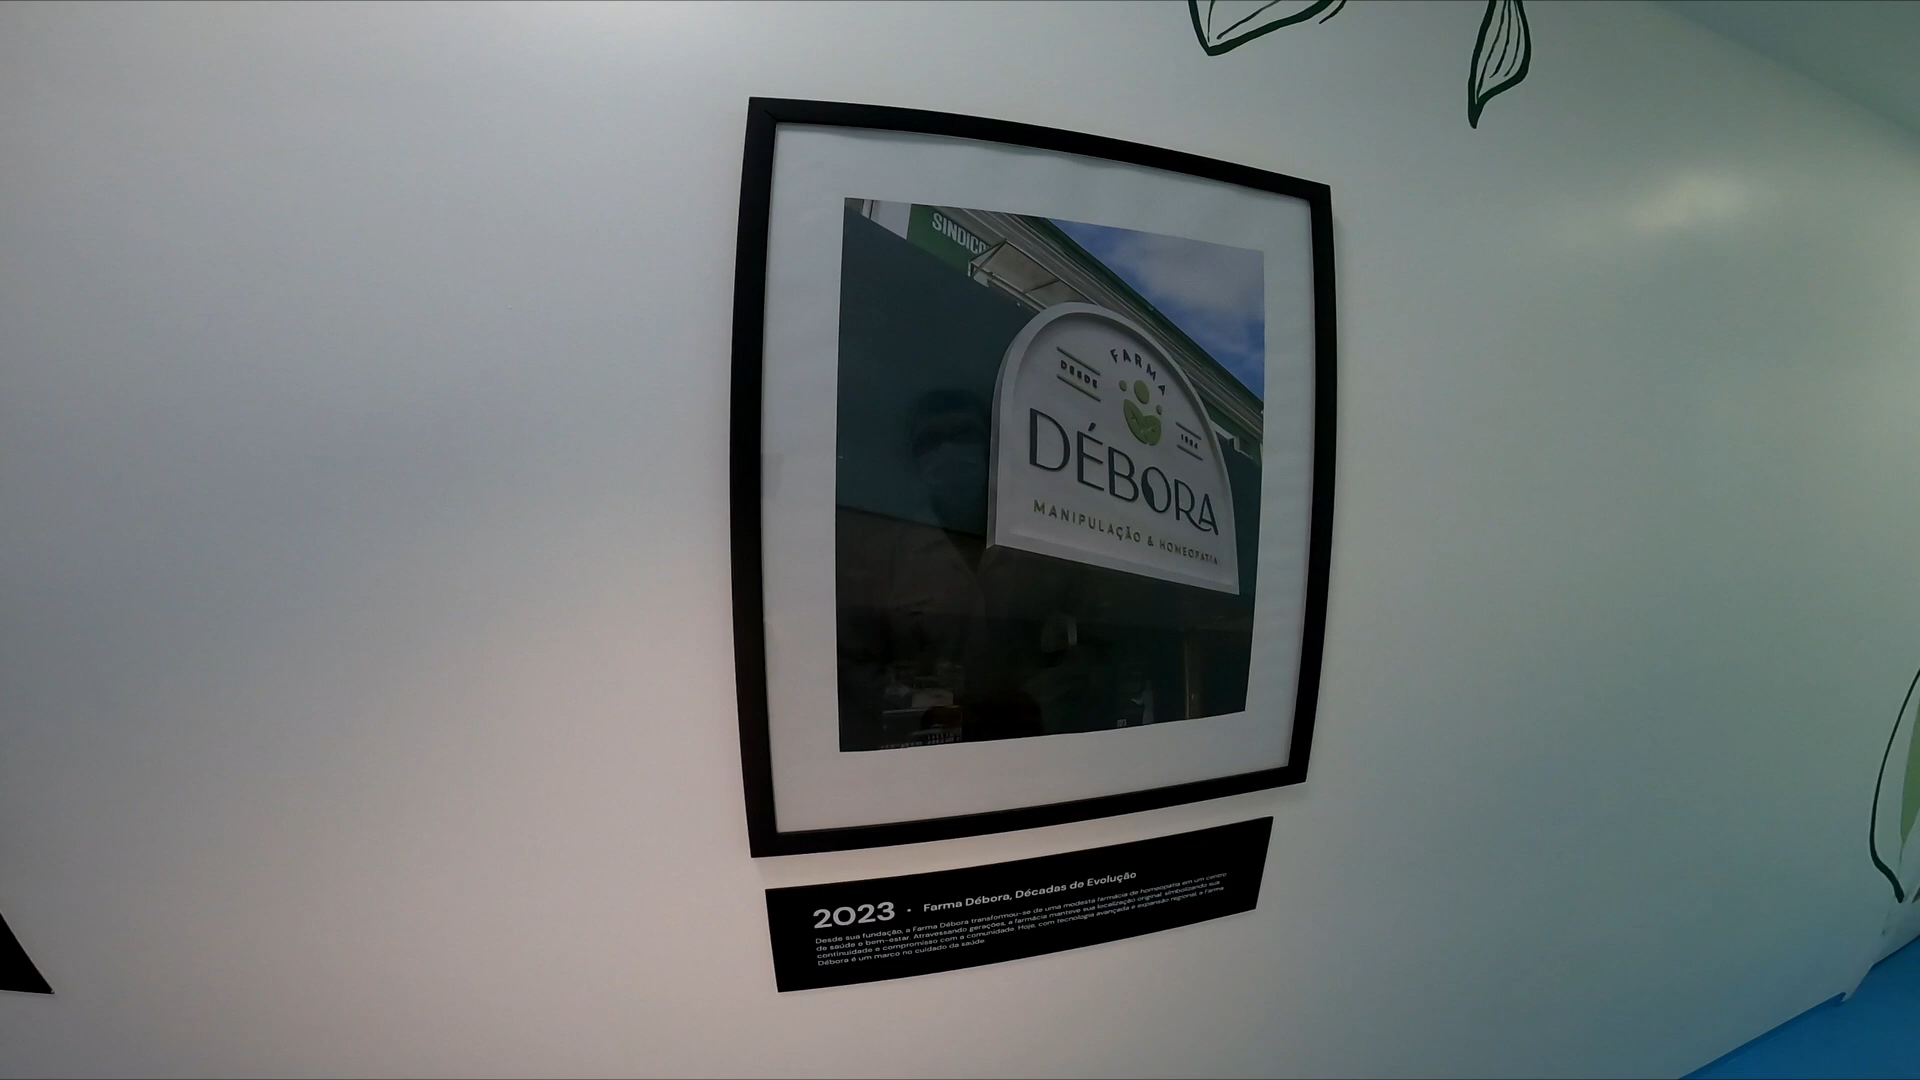 SINDICO
FARMA
DESDE
1984
DÉBORA
MANIPULAÇÃO & HOMEOPATIA
2023 · Farma Débora, Décadas de Evolução
Desde sua fundação, a Farma Débora transformou-se de uma modesta farmácia de homeopatia em um centro
de saúde e bem-estar. Atravessando gerações, a farmácia manteve sua localização original simbolizando sua
continuidade e compromisso com a comunidade. Hoje, com tecnologia avançada e expansão regional, a Farma
Débora é um marco no cuidado da saúde.